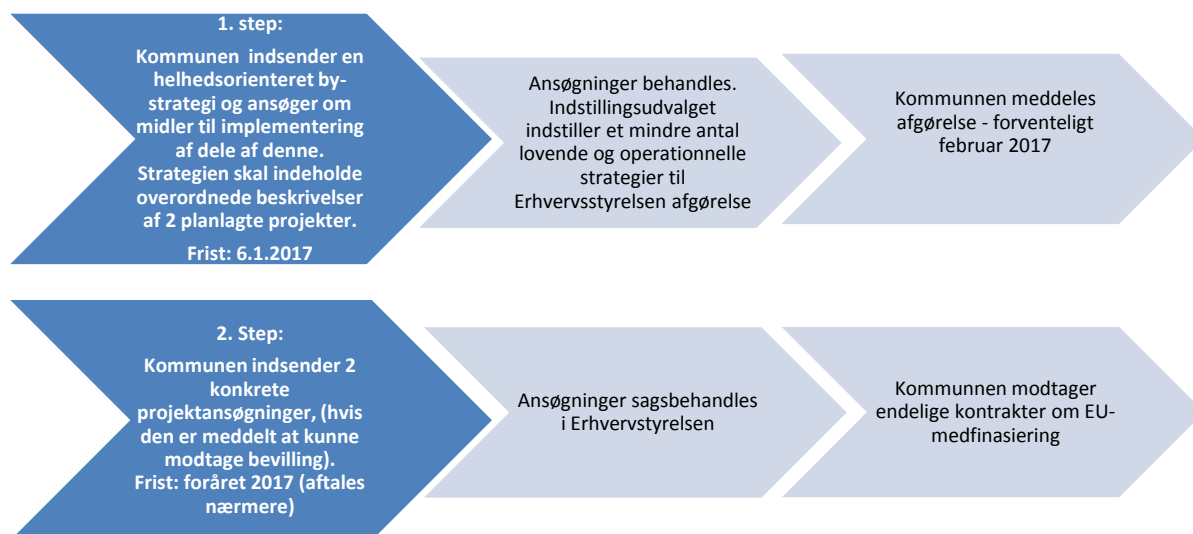 1. step:
Kommunen indsender en
helhedsorienteret by-
strategi og ansøger om
midler til implementering
af dele af denne.
Strategien skal indeholde
overordnede beskrivelser
af 2 planlagte projekter.
Frist: 6.1.2017
Ansøgninger behandles.
Indstillingsudvalget
indstiller et mindre antal
lovende og operationnelle
strategier til
Erhvervsstyrelsen afgørelse
Kommunnen meddeles
afgørelse - forventeligt
februar 2017
2. Step:
Kommunen indsender 2
konkrete
projektansøgninger, (hvis
den er meddelt at kunne
modtage bevilling).
Frist: foråret 2017 (aftales
nærmere)
Ansøgninger sagsbehandles
i Erhvervstyrelsen
Kommunnen modtager
endelige kontrakter om EU-
medfinasiering